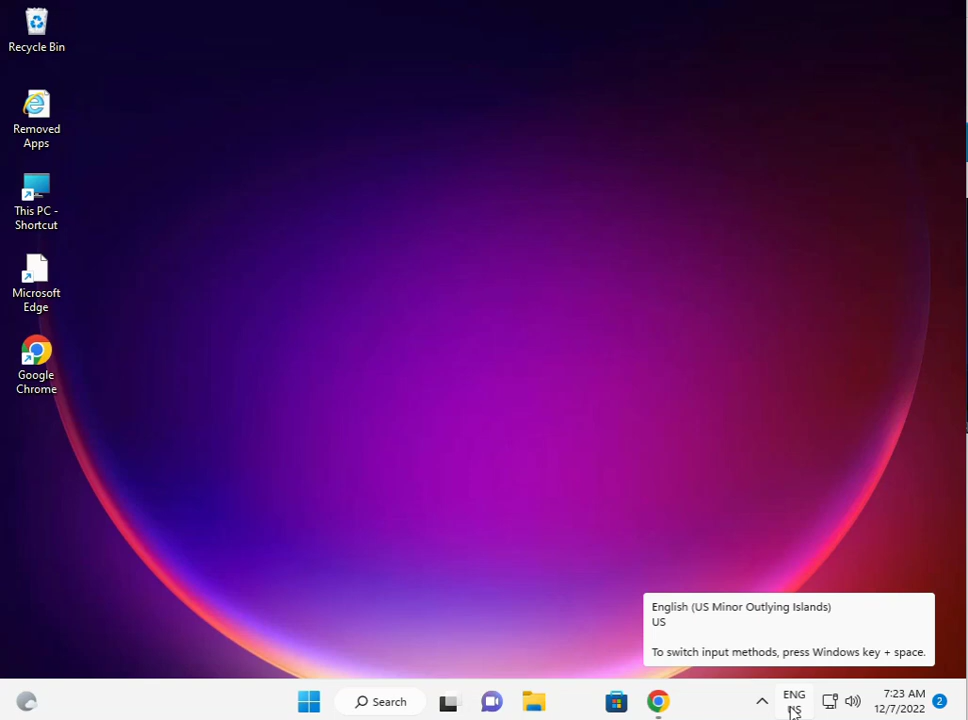 Recycle Bin
Removed
Apps
This PC -
Shortcut
Microsoft
Edge
Google
Chrome
English (US Minor Outlying Islands)
US
To switch input methods, press Windows key + space.
Search
ENG
7:23 AM
12/7/2022
2